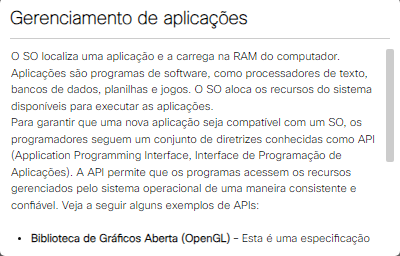 Gerenciamento de aplicações
O SO localiza uma aplicação e a carrega na RAM do computador.
Aplicações são programas de software, como processadores de texto,
bancos de dados, planilhas e jogos. O SO aloca os recursos do sistema
disponíveis para executar as aplicações.
Para garantir que uma nova aplicação seja compatível com um SO, os
programadores seguem um conjunto de diretrizes conhecidas como API
(Application Programming Interface, Interface de Programação de
Aplicações). A API permite que os programas acessem os recursos
gerenciados pelo sistema operacional de uma maneira consistente e
confiável. Veja a seguir alguns exemplos de APIs:
• Biblioteca de Gráficos Aberta (OpenGL) - Esta é uma especificação